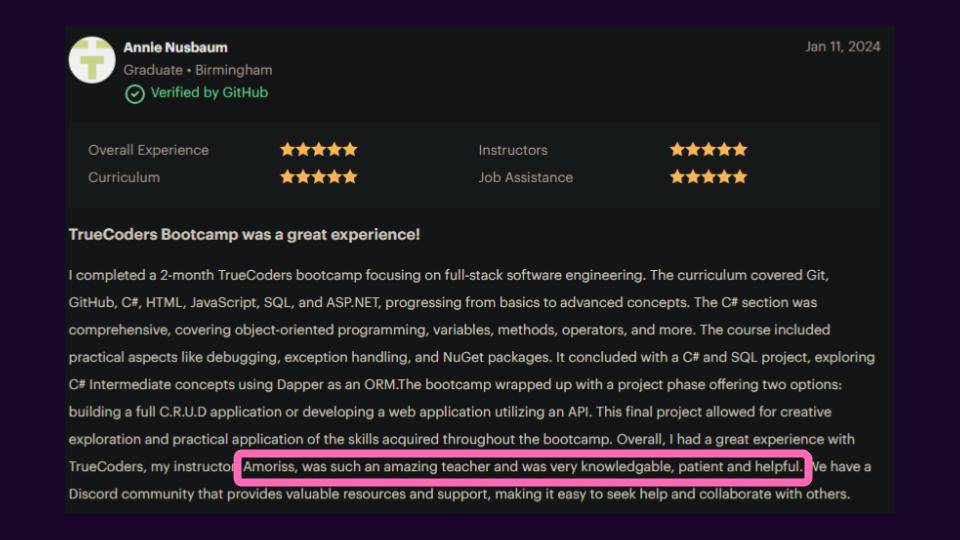 Annie Nusbaum
Jan 11, 2024
Graduate • Birmingham
Verified by GitHub
Overall Experience
Instructors
Curriculum
Job Assistance
TrueCoders Bootcamp was a great experience!
I completed a 2-month TrueCoders bootcamp focusing on full-stack software engineering. The curriculum covered Git,
GitHub, C#, HTML, JavaScript, SQL, and ASP.NET, progressing from basics to advanced concepts. The C# section was
comprehensive, covering object-oriented programming, variables, methods, operators, and more. The course included
practical aspects like debugging, exception handling, and NuGet packages. It concluded with a C# and SQL project, exploring
C# Intermediate concepts using Dapper as an ORM.The bootcamp wrapped up with a project phase offering two options:
building a full C.R.U.D application or developing a web application utilizing an API. This final project allowed for creative
exploration and practical application of the skills acquired throughout the bootcamp. Overall, I had a great experience with
TrueCoders, my instructor Amoriss, was such an amazing teacher and was very knowledgable, patient and helpful. We have a
Discord community that provides valuable resources and support, making it easy to seek help and collaborate with others.